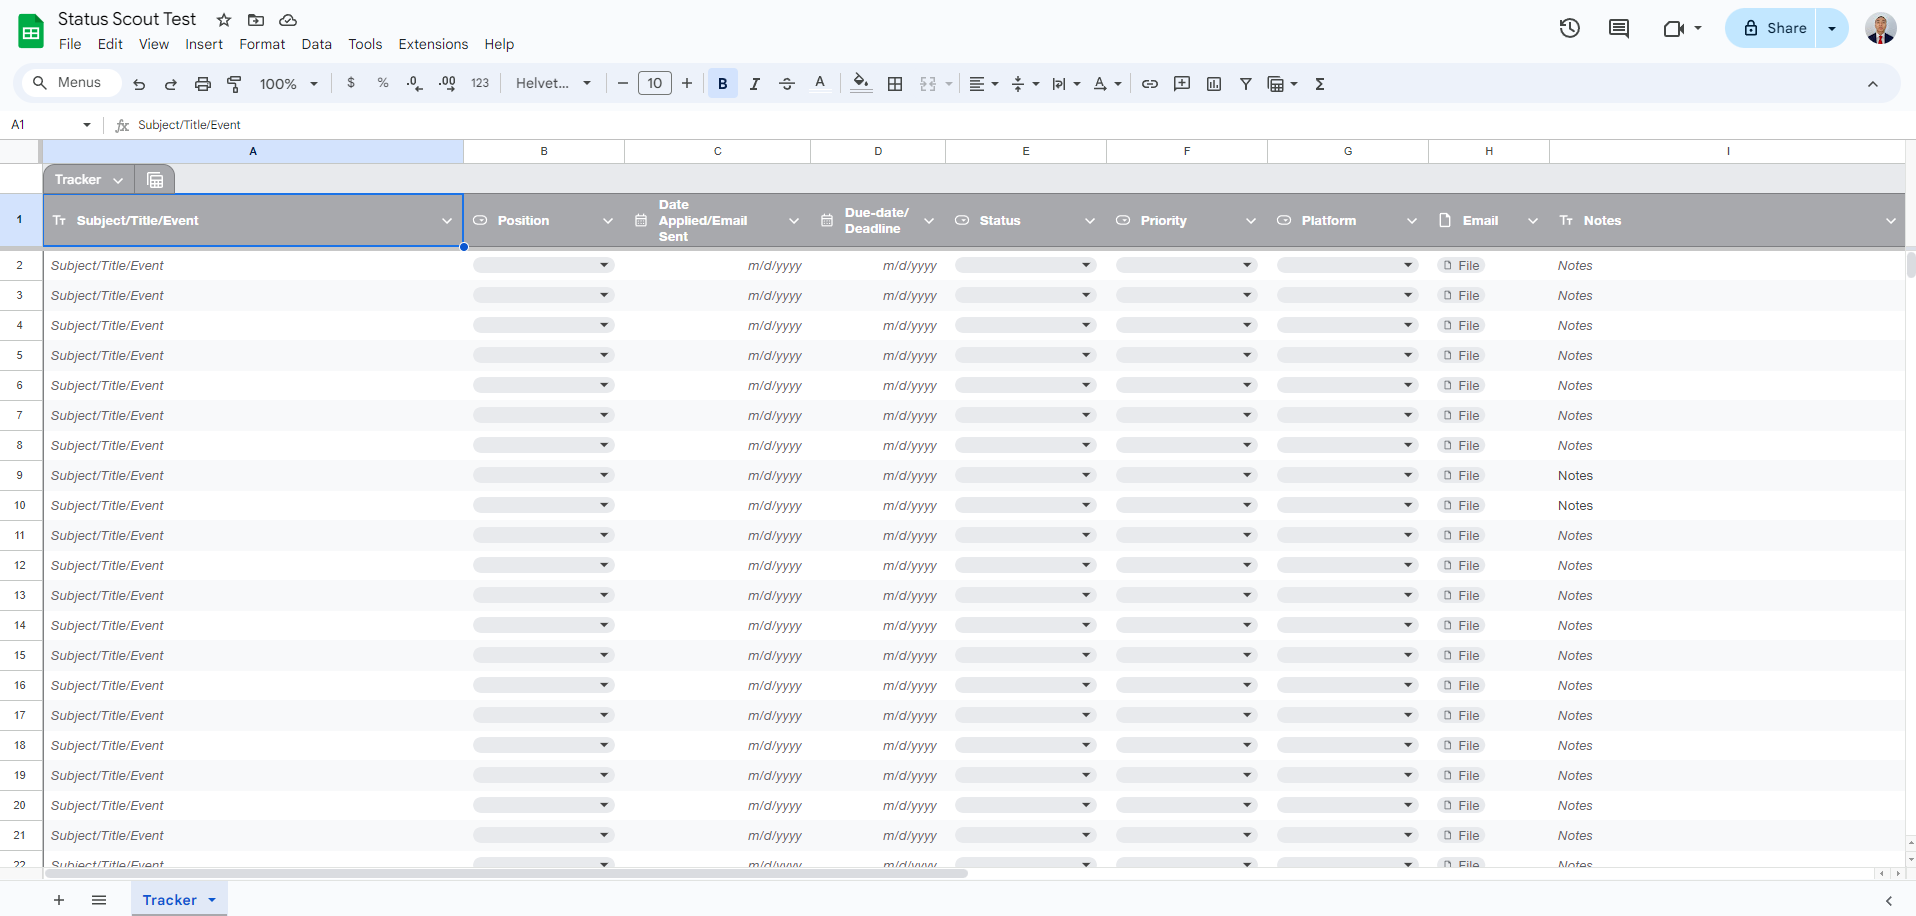 Status Scout Test
File Edit View Insert Format Data Tools Extensions Help
Share
Menus 100% $ % .0 .00 123 Helvet... 10 B I A Σ
A1 fx Subject/Title/Event
A B C D E F G H I
Tracker
1 Subject/Title/Event Position Date Applied/Email Sent Due-date/ Deadline Status Priority Platform Email Notes
2 Subject/Title/Event m/d/yyyy m/d/yyyy File Notes
3 Subject/Title/Event m/d/yyyy m/d/yyyy File Notes
4 Subject/Title/Event m/d/yyyy m/d/yyyy File Notes
5 Subject/Title/Event m/d/yyyy m/d/yyyy File Notes
6 Subject/Title/Event m/d/yyyy m/d/yyyy File Notes
7 Subject/Title/Event m/d/yyyy m/d/yyyy File Notes
8 Subject/Title/Event m/d/yyyy m/d/yyyy File Notes
9 Subject/Title/Event m/d/yyyy m/d/yyyy File Notes
10 Subject/Title/Event m/d/yyyy m/d/yyyy File Notes
11 Subject/Title/Event m/d/yyyy m/d/yyyy File Notes
12 Subject/Title/Event m/d/yyyy m/d/yyyy File Notes
13 Subject/Title/Event m/d/yyyy m/d/yyyy File Notes
14 Subject/Title/Event m/d/yyyy m/d/yyyy File Notes
15 Subject/Title/Event m/d/yyyy m/d/yyyy File Notes
16 Subject/Title/Event m/d/yyyy m/d/yyyy File Notes
17 Subject/Title/Event m/d/yyyy m/d/yyyy File Notes
18 Subject/Title/Event m/d/yyyy m/d/yyyy File Notes
19 Subject/Title/Event m/d/yyyy m/d/yyyy File Notes
20 Subject/Title/Event m/d/yyyy m/d/yyyy File Notes
21 Subject/Title/Event m/d/yyyy m/d/yyyy File Notes
22 Subject/Title/Event m/d/yyyy m/d/yyyy File Notes
Tracker